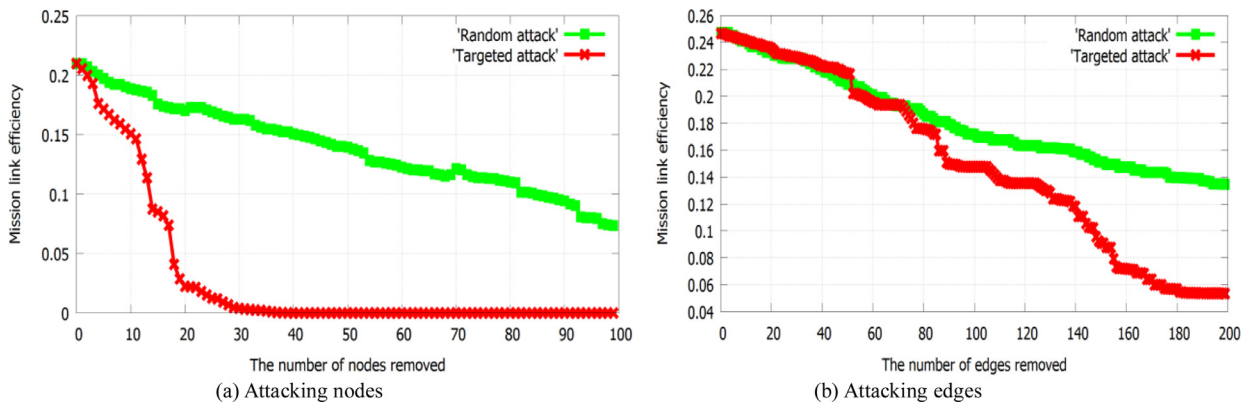 0.25
0.2
0.15
0.1
0.05
0
Mission link efficiency
'Random attack'
'Targeted attack'
0 10 20 30 40 50 60 70 80 90 100
The number of nodes removed
(a) Attacking nodes
0.26
0.24
0.22
0.2
0.18
0.16
0.14
0.12
0.1
0.08
0.06
0.04
Mission link efficiency
'Random attack'
'Targeted attack'
0 20 40 60 80 100 120 140 160 180 200
The number of edges removed
(b) Attacking edges